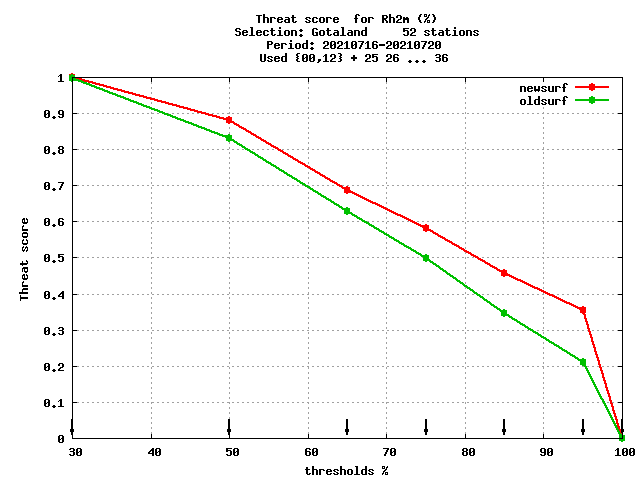 Threat score  for Rh2m (%)
Selection: Gotaland     52 stations
Period: 20210716-20210720
Used {00,12} + 25 26 ... 36
newsurf
oldsurf
1
0.9
0.8
0.7
0.6
0.5
0.4
0.3
0.2
0.1
0
Threat score
30 40 50 60 70 80 90 100
thresholds %